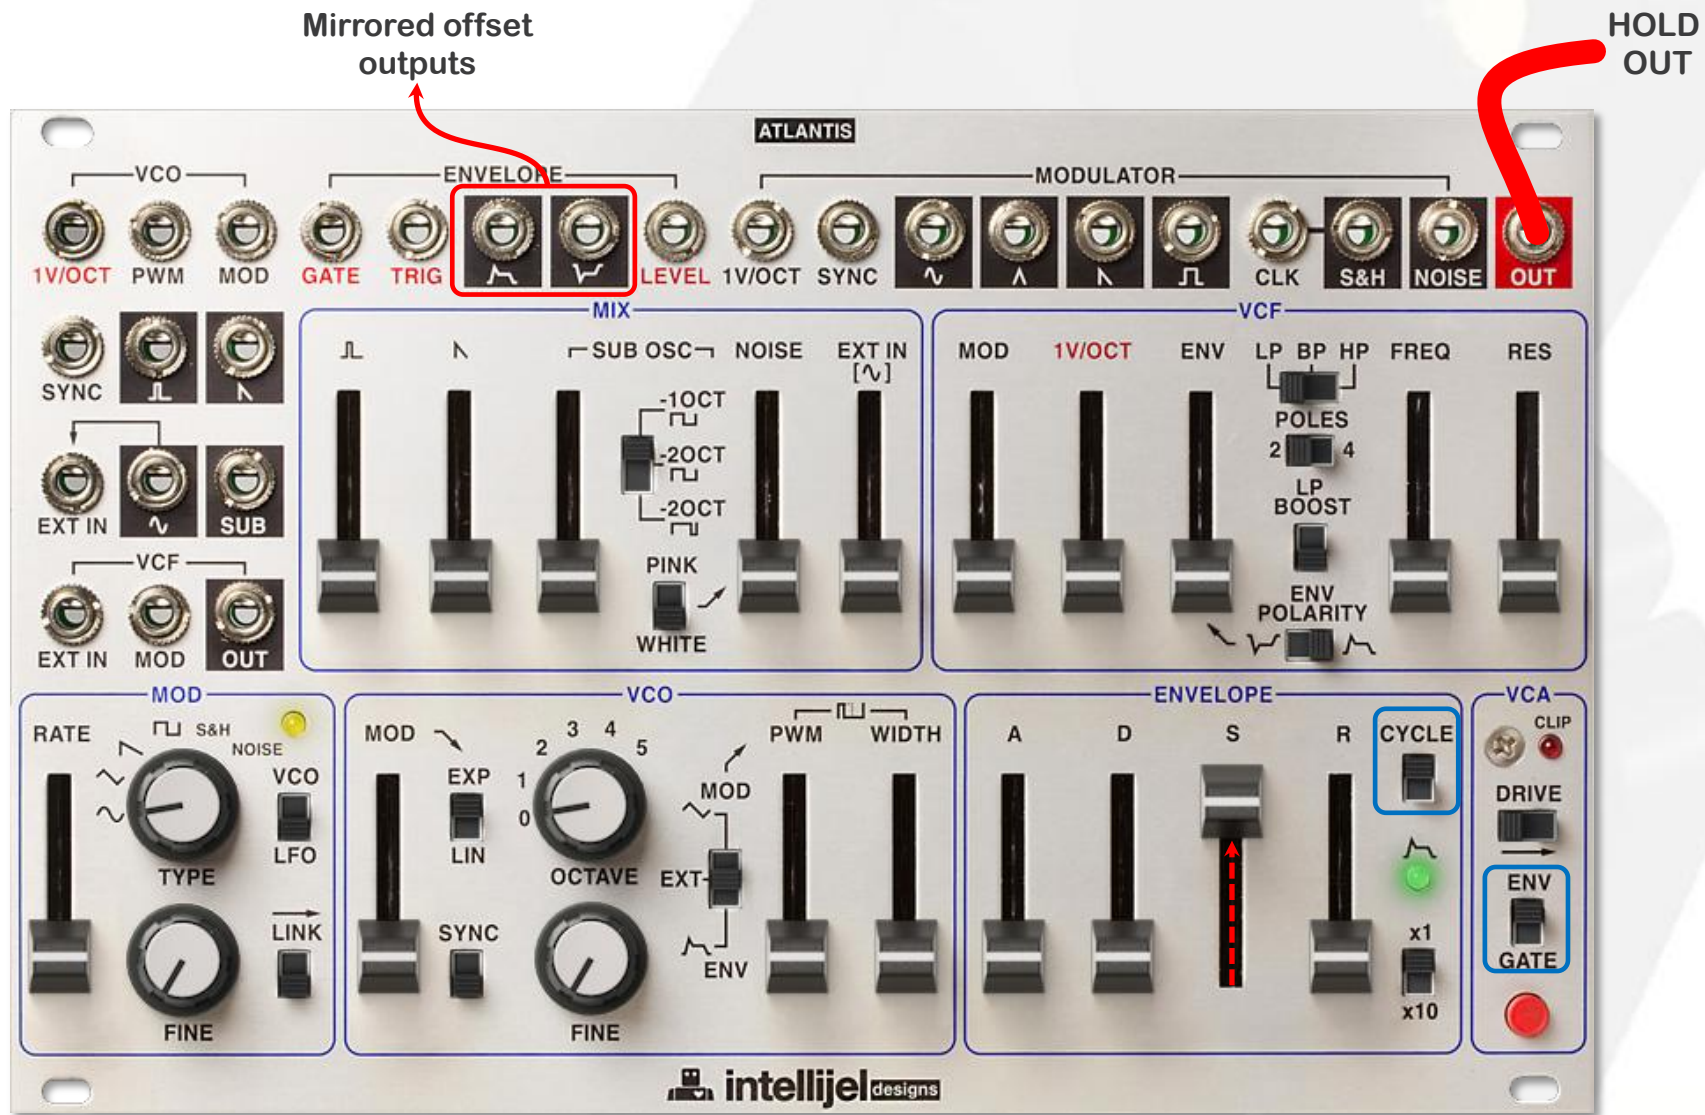 Mirrored offset
outputs
HOLD
OUT
ATLANTIS
VCO
ENVELOPE
MODULATOR
1V/OCT PWM MOD GATE TRIG LEVEL 1V/OCT SYNC CLK S&H NOISE OUT
SYNC
EXT IN SUB
VCF
EXT IN MOD OUT
MIX
SUB OSC NOISE EXT IN
-1OCT
-2OCT
-2OCT
PINK
WHITE
VCF
MOD 1V/OCT ENV LP BP HP FREQ RES
POLES
2 4
LP
BOOST
ENV
POLARITY
MOD
RATE S&H
NOISE
VCO
LFO
TYPE
LINK
FINE
VCO
MOD
EXP
LIN
SYNC
0 1 2 3 4 5
OCTAVE
FINE
MOD
EXT
ENV
PWM WIDTH
ENVELOPE
A D S R CYCLE
x1
x10
VCA
CLIP
DRIVE
ENV
GATE
intellijel designs